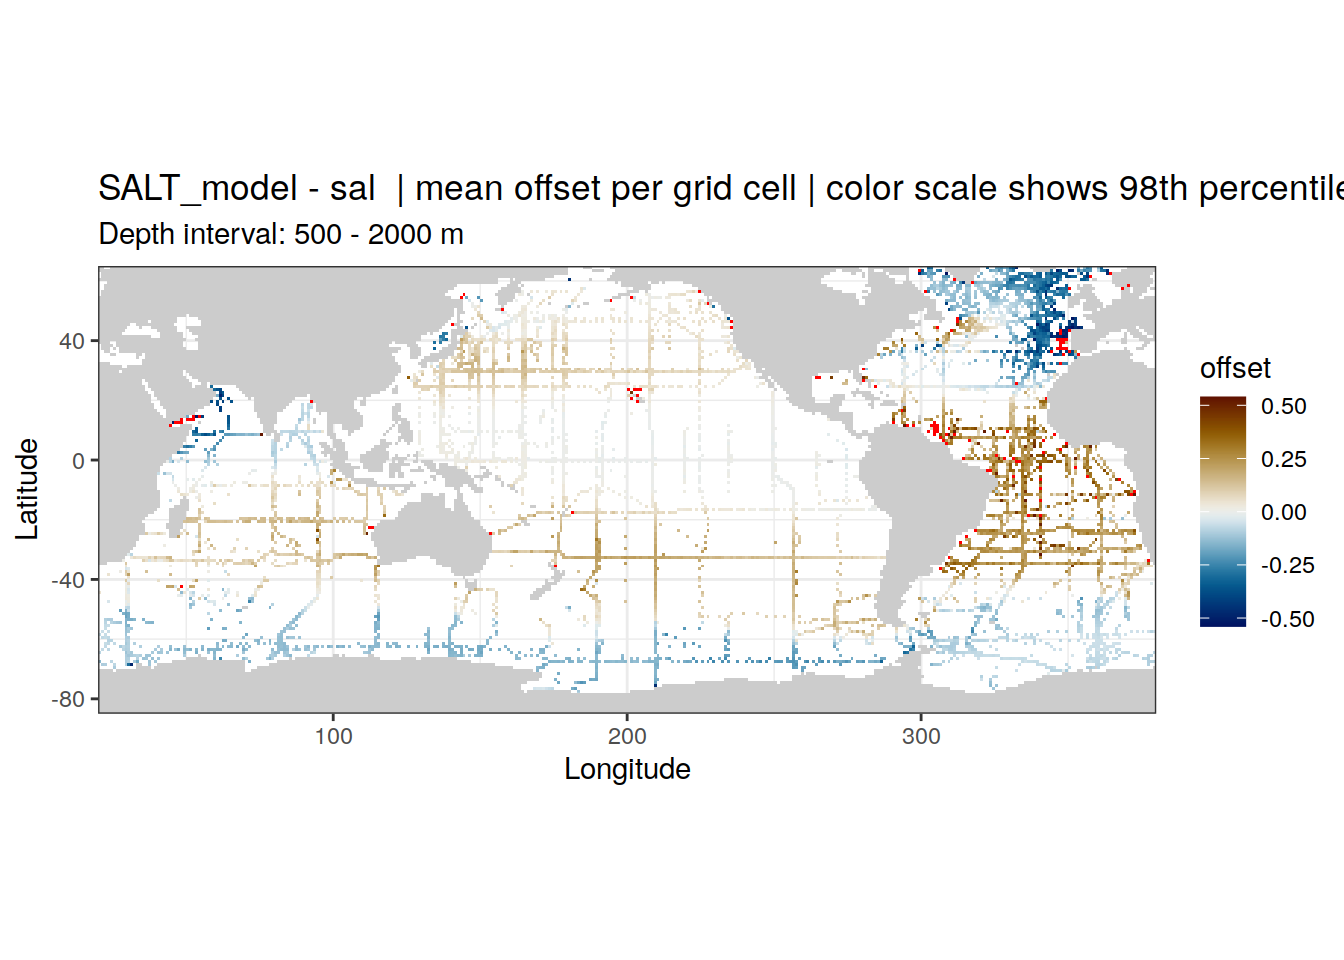 SALT_model - sal  | mean offset per grid cell | color scale shows 98th percentile
Depth interval: 500 - 2000 m
offset
0.50
0.25
0.00
-0.25
-0.50
Latitude
40
0
-40
-80
100
200
300
Longitude